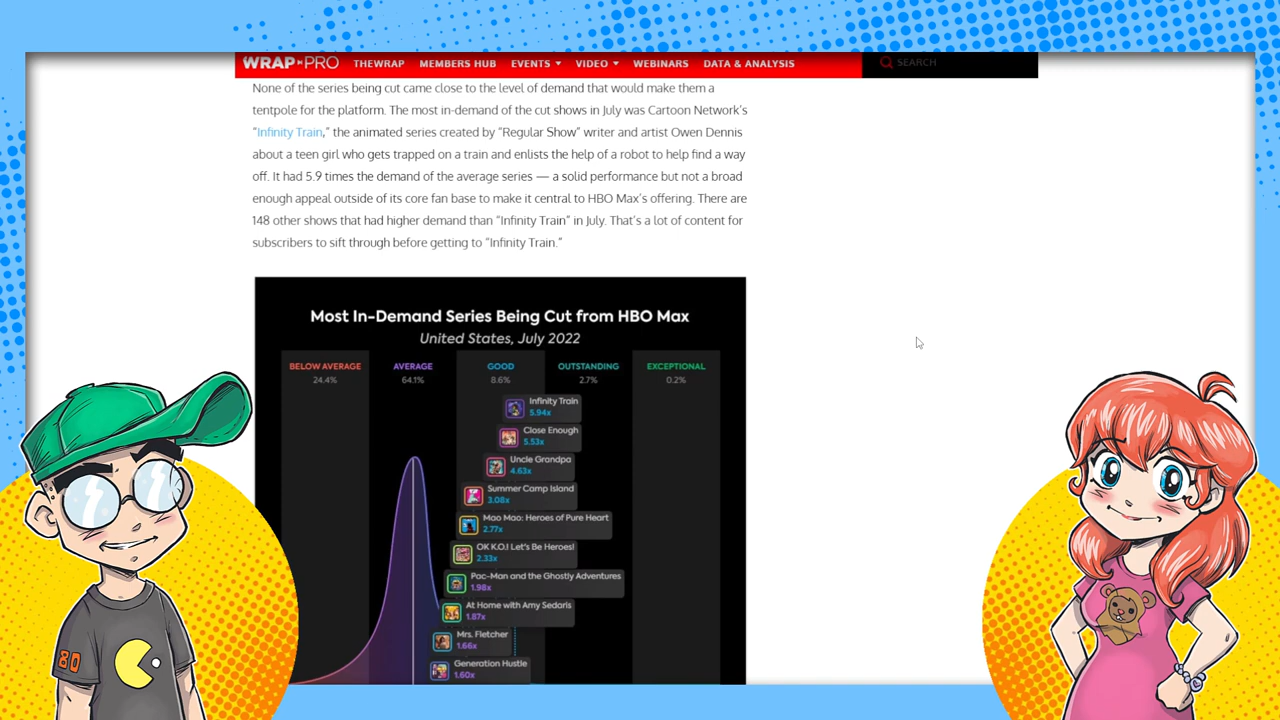 WRAP PRO THEWRAP MEMBERS HUB EVENTS VIDEO WEBINARS DATA & ANALYSIS SEARCH
None of the series being cut came close to the level of demand that would make them a
tentpole for the platform. The most in-demand of the cut shows in July was Cartoon Network's
“Infinity Train,” the animated series created by “Regular Show” writer and artist Owen Dennis
about a teen girl who gets trapped on a train and enlists the help of a robot to help find a way
off. It had 5.9 times the demand of the average series — a solid performance but not a broad
enough appeal outside of its core fan base to make it central to HBO Max's offering. There are
148 other shows that had higher demand than “Infinity Train” in July. That's a lot of content for
subscribers to sift through before getting to “Infinity Train.”
Most In-Demand Series Being Cut from HBO Max
United States, July 2022
BELOW AVERAGE AVERAGE GOOD OUTSTANDING EXCEPTIONAL
24.4% 64.1% 8.6% 2.7% 0.2%
Infinity Train
5.94x
Close Enough
5.53x
Uncle Grandpa
4.63x
Summer Camp Island
3.08x
Mao Mao: Heroes of Pure Heart
2.77x
OK K.O.! Let's Be Heroes!
2.33x
Pac-Man and the Ghostly Adventures
1.98x
At Home with Amy Sedaris
1.87x
Mrs. Fletcher
1.66x
Generation Hustle
1.60x
80